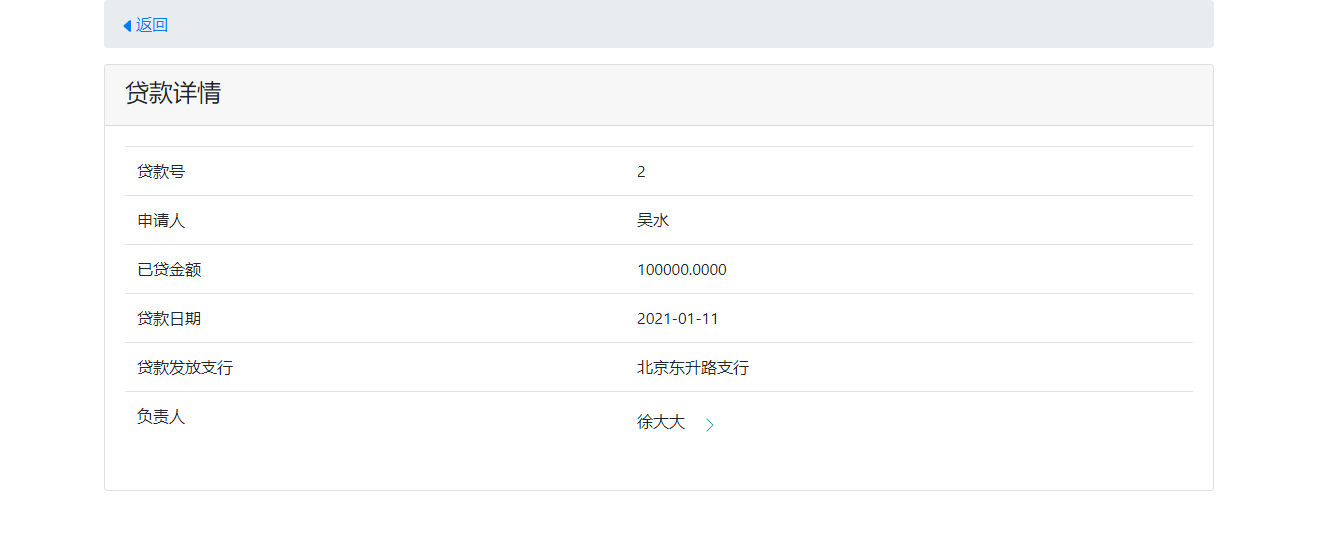 返回
贷款详情
贷款号 2
申请人 吴水
已贷金额 100000.0000
贷款日期 2021-01-11
贷款发放支行 北京东升路支行
负责人 徐大大